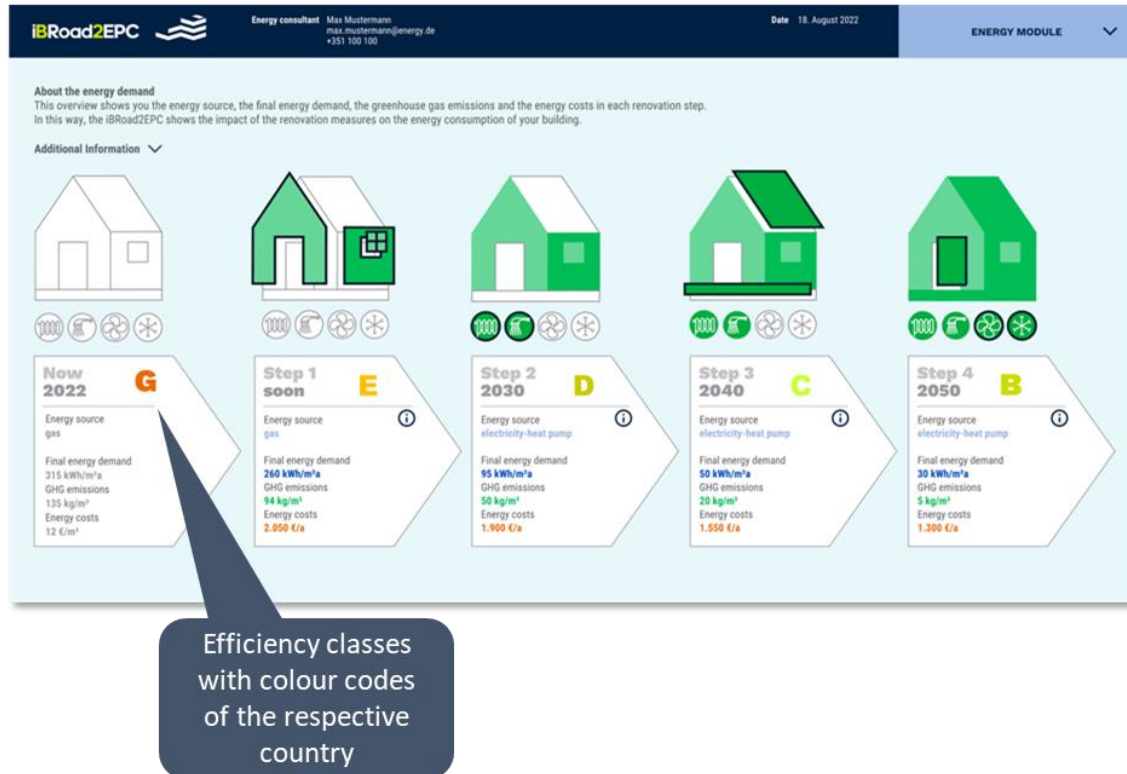 iBRoad2EPC
Energy consultant Max Mustermann
max.mustermann@energy.de
+351 100 100
Date 18. August 2022
ENERGY MODULE
About the energy demand
This overview shows you the energy source, the final energy demand, the greenhouse gas emissions and the energy costs in each renovation step.
In this way, the iBRoad2EPC shows the impact of the renovation measures on the energy consumption of your building.
Additional Information
Now
2022
G
Energy source
gas
Final energy demand
315 kWh/m²a
GHG emissions
135 kg/m²
Energy costs
12 €/m²
Step 1
soon
E
Energy source
gas
Final energy demand
260 kWh/m²a
GHG emissions
94 kg/m²
Energy costs
2.050 €/a
Step 2
2030
D
Energy source
electricity-heat pump
Final energy demand
95 kWh/m²a
GHG emissions
50 kg/m²
Energy costs
1.900 €/a
Step 3
2040
C
Energy source
electricity-heat pump
Final energy demand
50 kWh/m²a
GHG emissions
20 kg/m²
Energy costs
1.550 €/a
Step 4
2050
B
Energy source
electricity-heat pump
Final energy demand
30 kWh/m²a
GHG emissions
5 kg/m²
Energy costs
1.300 €/a
Efficiency classes
with colour codes
of the respective
country